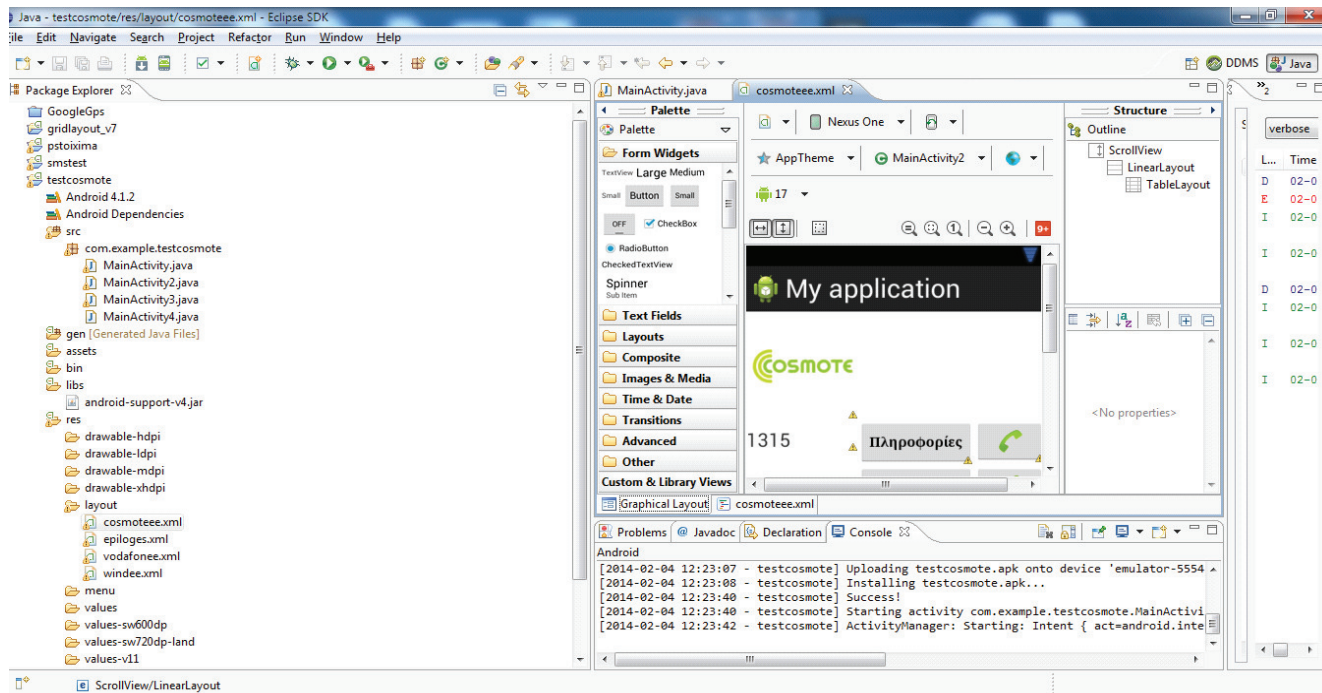 Java - testcosmote/res/layout/cosmoteee.xml - Eclipse SDK
Edit Navigate Search Project Refactor Run Window Help
DDMS Java
Package Explorer
GoogleGps
gridlayout_v7
pstoixima
smstest
testcosmote
Android 4.1.2
Android Dependencies
src
com.example.testcosmote
MainActivity.java
MainActivity2.java
MainActivity3.java
MainActivity4.java
gen [Generated Java Files]
assets
bin
libs
android-support-v4.jar
res
drawable-hdpi
drawable-ldpi
drawable-mdpi
drawable-xhdpi
layout
cosmoteee.xml
epiloges.xml
vodafonee.xml
windee.xml
menu
values
values-sw600dp
values-sw720dp-land
values-v11
MainActivity.java cosmoteee.xml
Palette
Palette
Form Widgets
TextView Large Medium
Small Button Small
OFF CheckBox
RadioButton
CheckedTextView
Spinner
Sub Item
Text Fields
Layouts
Composite
Images & Media
Time & Date
Transitions
Advanced
Other
Custom & Library Views
Nexus One
AppTheme MainActivity2
17
9+
My application
COSMOTE
1315 Πληροφορίες
Graphical Layout cosmoteee.xml
Structure
Outline
ScrollView
LinearLayout
TableLayout
<No properties>
Problems Javadoc Declaration Console
Android
[2014-02-04 12:23:07 - testcosmote] Uploading testcosmote.apk onto device 'emulator-5554
[2014-02-04 12:23:08 - testcosmote] Installing testcosmote.apk...
[2014-02-04 12:23:40 - testcosmote] Success!
[2014-02-04 12:23:40 - testcosmote] Starting activity com.example.testcosmote.MainActivi
[2014-02-04 12:23:42 - testcosmote] ActivityManager: Starting: Intent { act=android.inte
»2
verbose
L... Time
D 02-0
E 02-0
I 02-0
I 02-0
D 02-0
I 02-0
I 02-0
I 02-0
ScrollView/LinearLayout